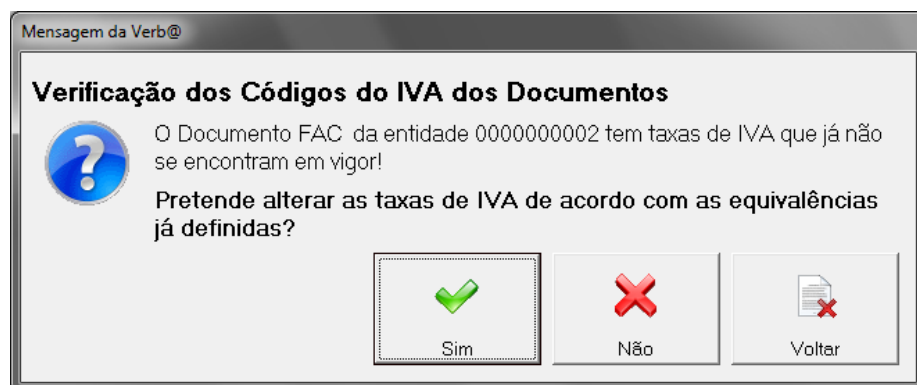 Mensagem da Verb@
Verificação dos Códigos do IVA dos Documentos
O Documento FAC da entidade 0000000002 tem taxas de IVA que já não
se encontram em vigor!
Pretende alterar as taxas de IVA de acordo com as equivalências
já definidas?
Sim Não Voltar